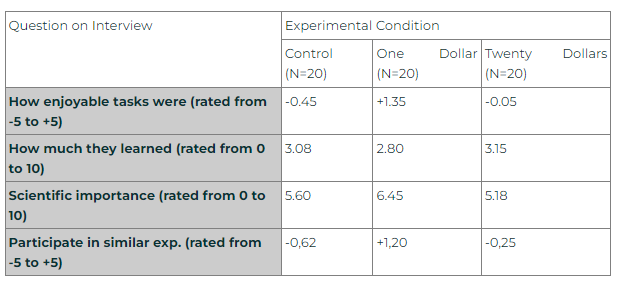 Question on Interview Experimental Condition
Control One Dollar Twenty Dollars
(N=20) (N=20) (N=20)
How enjoyable tasks were (rated from -0.45 +1.35 -0.05
-5 to +5)
How much they learned (rated from 0 3.08 2.80 3.15
to 10)
Scientific importance (rated from 0 to 5.60 6.45 5.18
10)
Participate in similar exp. (rated from -0,62 +1,20 -0,25
-5 to +5)